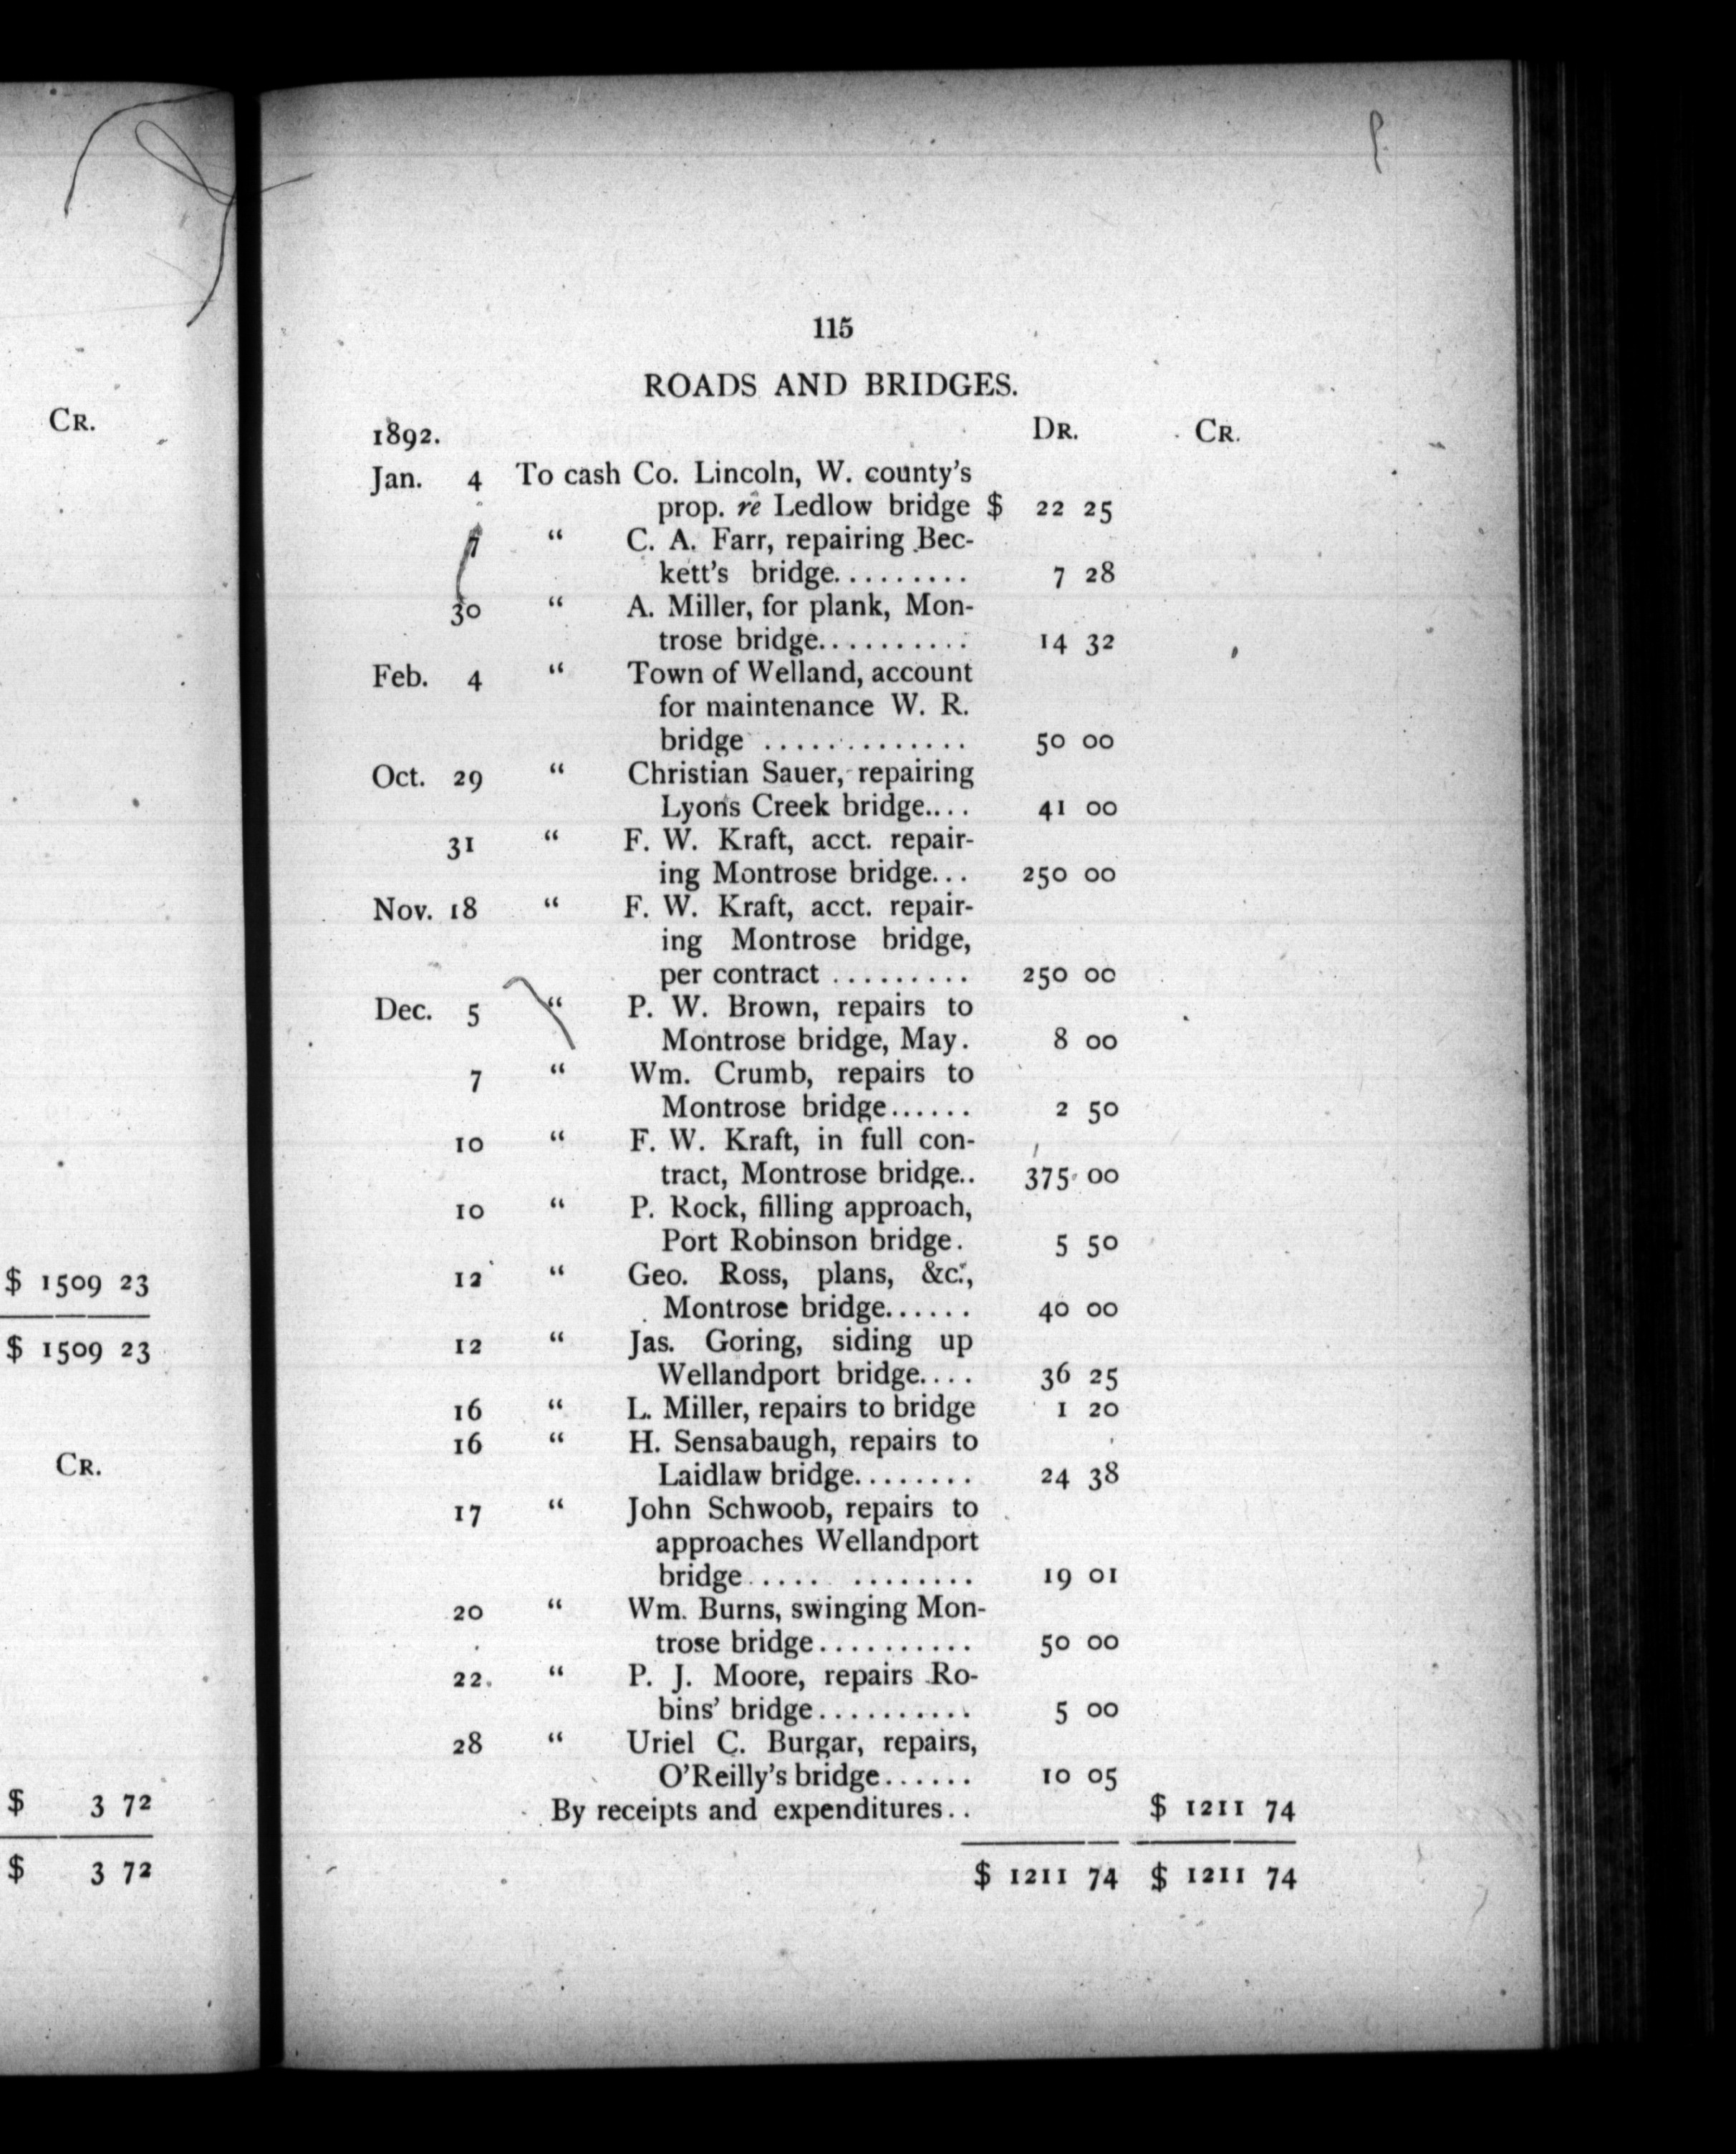 CR.
$ 1509 23
$ 1509 23
CR.
$ 3 72
$ 3 72
115
ROADS AND BRIDGES.
1892. DR. CR.
Jan. 4 To cash Co. Lincoln, W. county's
prop. re Ledlow bridge $ 22 25
7 “ C. A. Farr, repairing Bec-
kett's bridge......... 7 28
30 “ A. Miller, for plank, Mon-
trose bridge.......... 14 32
Feb. 4 “ Town of Welland, account
for maintenance W. R.
bridge ............. 50 00
Oct. 29 “ Christian Sauer, repairing
Lyons Creek bridge.... 41 00
31 “ F. W. Kraft, acct. repair-
ing Montrose bridge... 250 00
Nov. 18 “ F. W. Kraft, acct. repair-
ing Montrose bridge,
per contract ......... 250 00
Dec. 5 “ P. W. Brown, repairs to
Montrose bridge, May. 8 00
7 “ Wm. Crumb, repairs to
Montrose bridge...... 2 50
10 “ F. W. Kraft, in full con-
tract, Montrose bridge.. 375 00
10 “ P. Rock, filling approach,
Port Robinson bridge. 5 50
12 “ Geo. Ross, plans, &c.,
Montrose bridge...... 40 00
12 “ Jas. Goring, siding up
Wellandport bridge.... 36 25
16 “ L. Miller, repairs to bridge 1 20
16 “ H. Sensabaugh, repairs to
Laidlaw bridge........ 24 38
17 “ John Schwoob, repairs to
approaches Wellandport
bridge..... ........ 19 01
20 “ Wm. Burns, swinging Mon-
trose bridge.......... 50 00
22 “ P. J. Moore, repairs Ro-
bins' bridge.......... 5 00
28 “ Uriel C. Burgar, repairs,
O'Reilly's bridge...... 10 05
By receipts and expenditures.. $ 1211 74
$ 1211 74 $ 1211 74